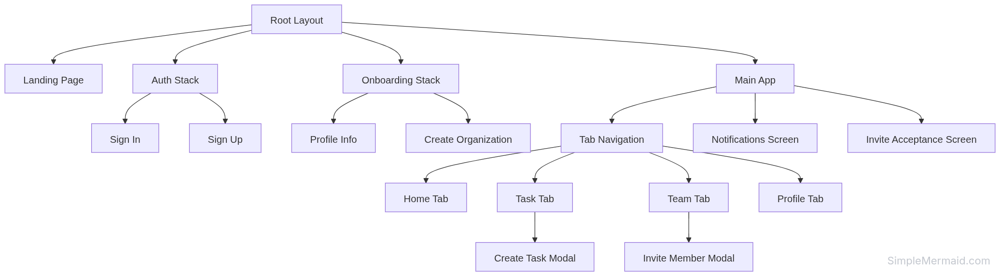 Root Layout
Landing Page
Auth Stack
Onboarding Stack
Main App
Sign In
Sign Up
Profile Info
Create Organization
Tab Navigation
Notifications Screen
Invite Acceptance Screen
Home Tab
Task Tab
Team Tab
Profile Tab
Create Task Modal
Invite Member Modal
SimpleMermaid.com